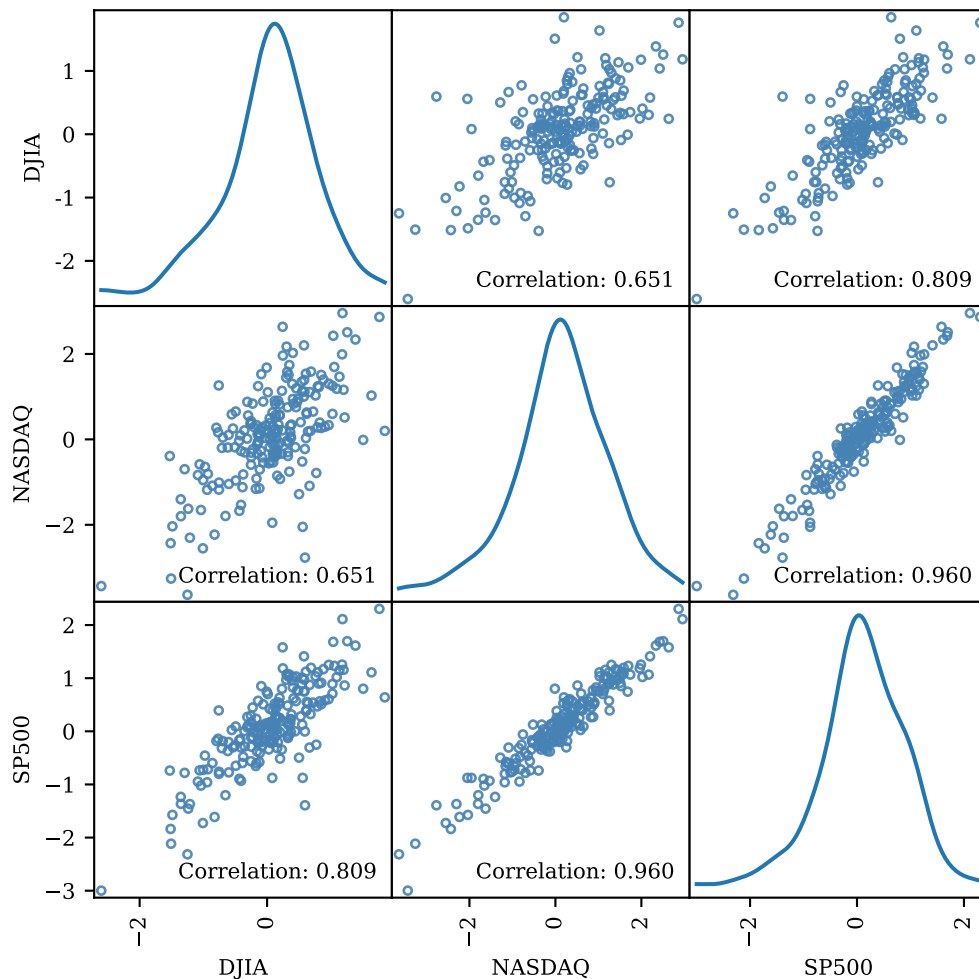 1
0
-1
-2
DJIA
Correlation: 0.651
Correlation: 0.809
2
0
−2
NASDAQ
Correlation: 0.651
Correlation: 0.960
2
1
0
−1
−2
−3
SP500
Correlation: 0.809
Correlation: 0.960
−2
0
−2
0
2
−2
0
2
DJIA
NASDAQ
SP500